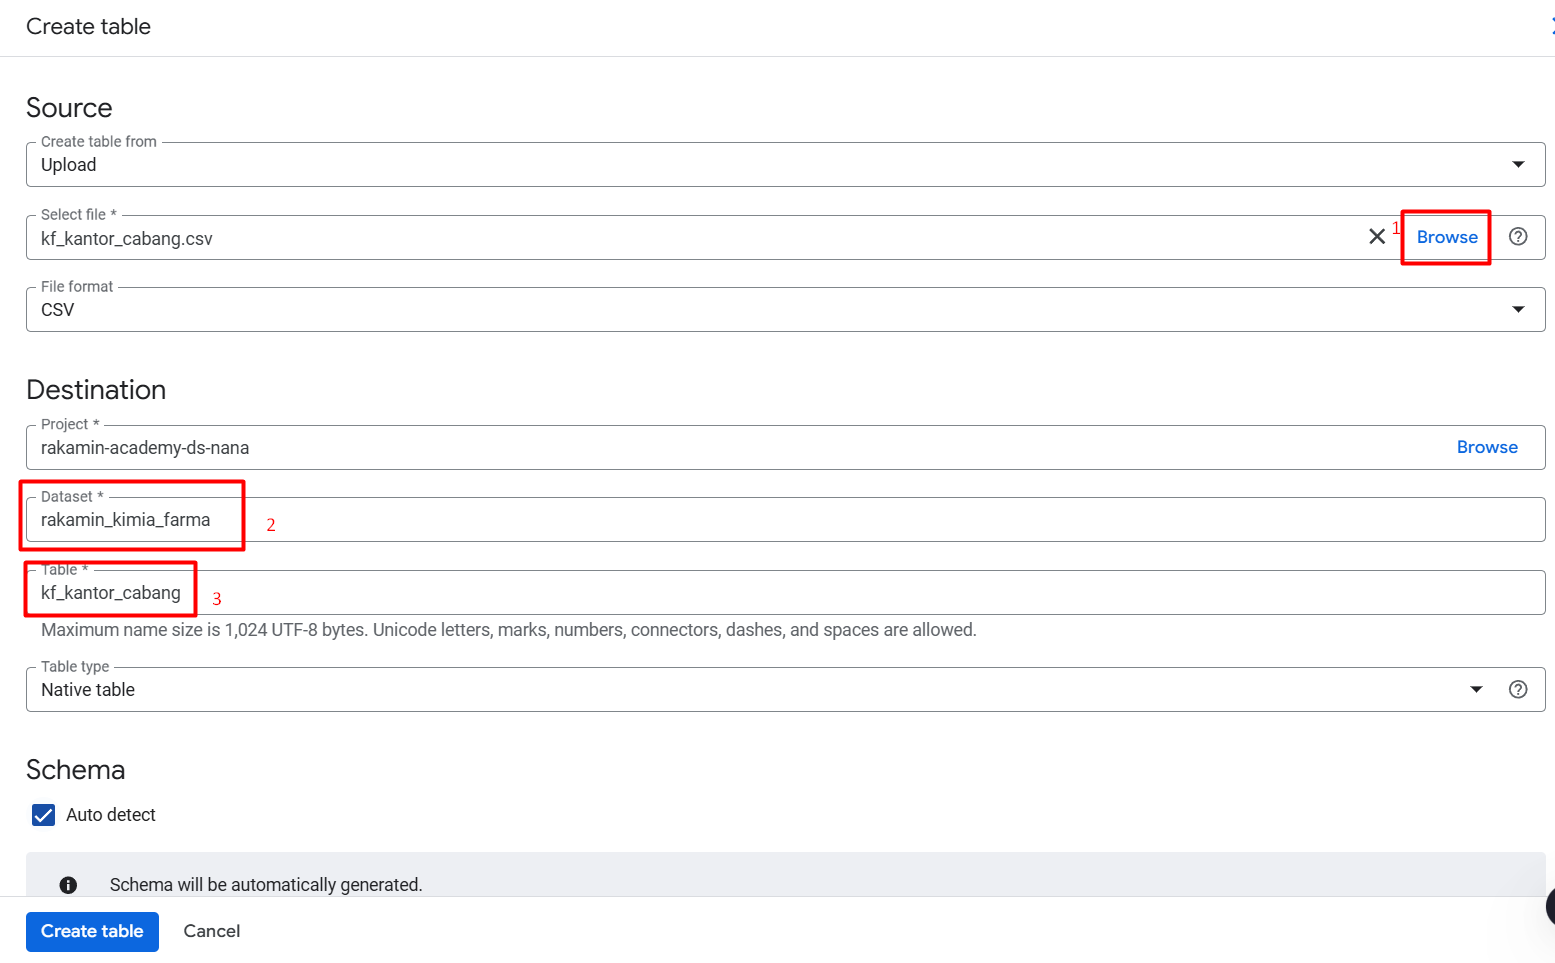 Create table
Source
Create table from
Upload
Select file *
kf_kantor_cabang.csv
1
Browse
File format
CSV
Destination
Project *
rakamin-academy-ds-nana
Browse
Dataset *
rakamin_kimia_farma
2
Table *
kf_kantor_cabang
3
Maximum name size is 1,024 UTF-8 bytes. Unicode letters, marks, numbers, connectors, dashes, and spaces are allowed.
Table type
Native table
Schema
Auto detect
Schema will be automatically generated.
Create table Cancel